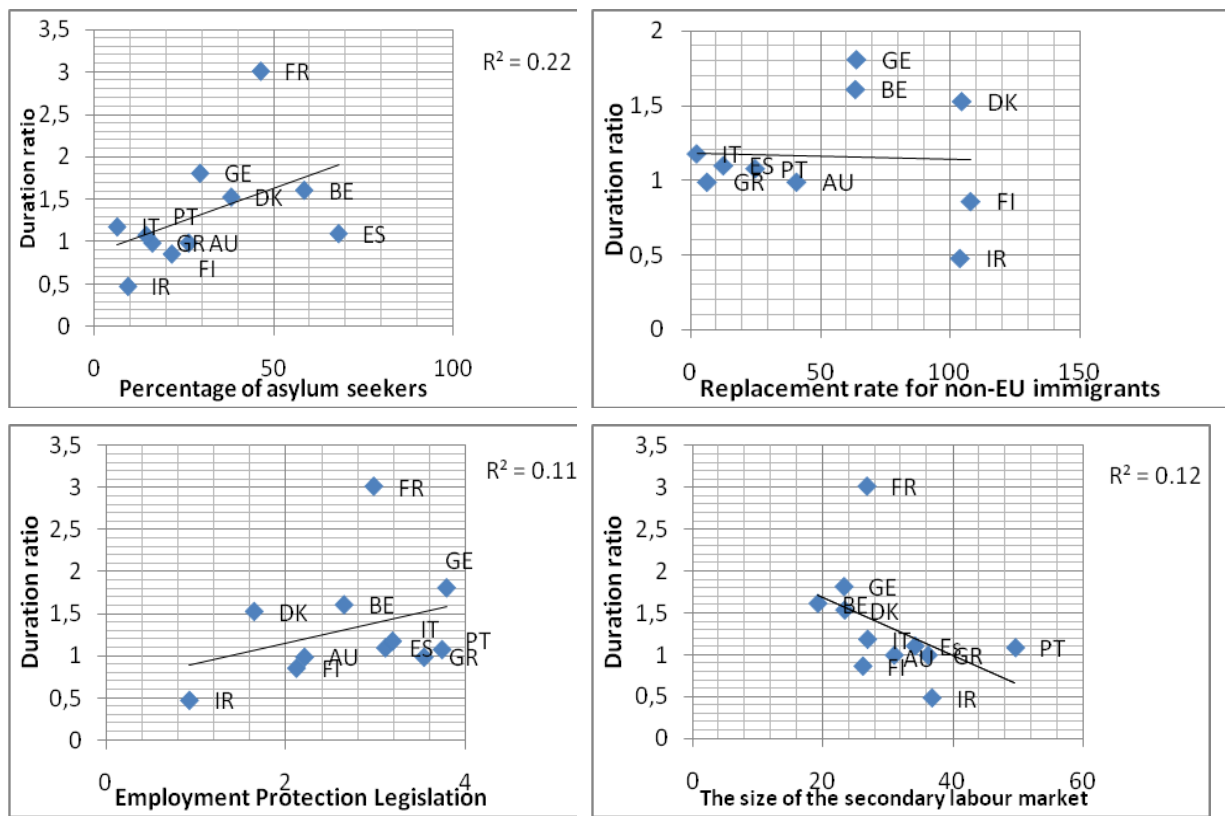 3,5
3
2,5
2
1,5
1
0,5
0
Duration ratio
R² = 0.22
FR
GE
DK
BE
PT
IT
ES
GR
AU
FI
IR
0
50
100
Percentage of asylum seekers
2
1,5
1
0,5
0
Duration ratio
GE
BE
DK
IT
ES
PT
GR
AU
FI
IR
0
50
100
150
Replacement rate for non-EU immigrants
3,5
3
2,5
2
1,5
1
0,5
0
Duration ratio
R² = 0.11
FR
GE
DK
BE
IT
PT
ES
AU
GR
FI
IR
0
2
4
Employment Protection Legislation
3,5
3
2,5
2
1,5
1
0,5
0
Duration ratio
R² = 0.12
FR
GE
BE
DK
IT
Es
PT
AU
GR
FI
IR
0
20
40
60
The size of the secondary labour market